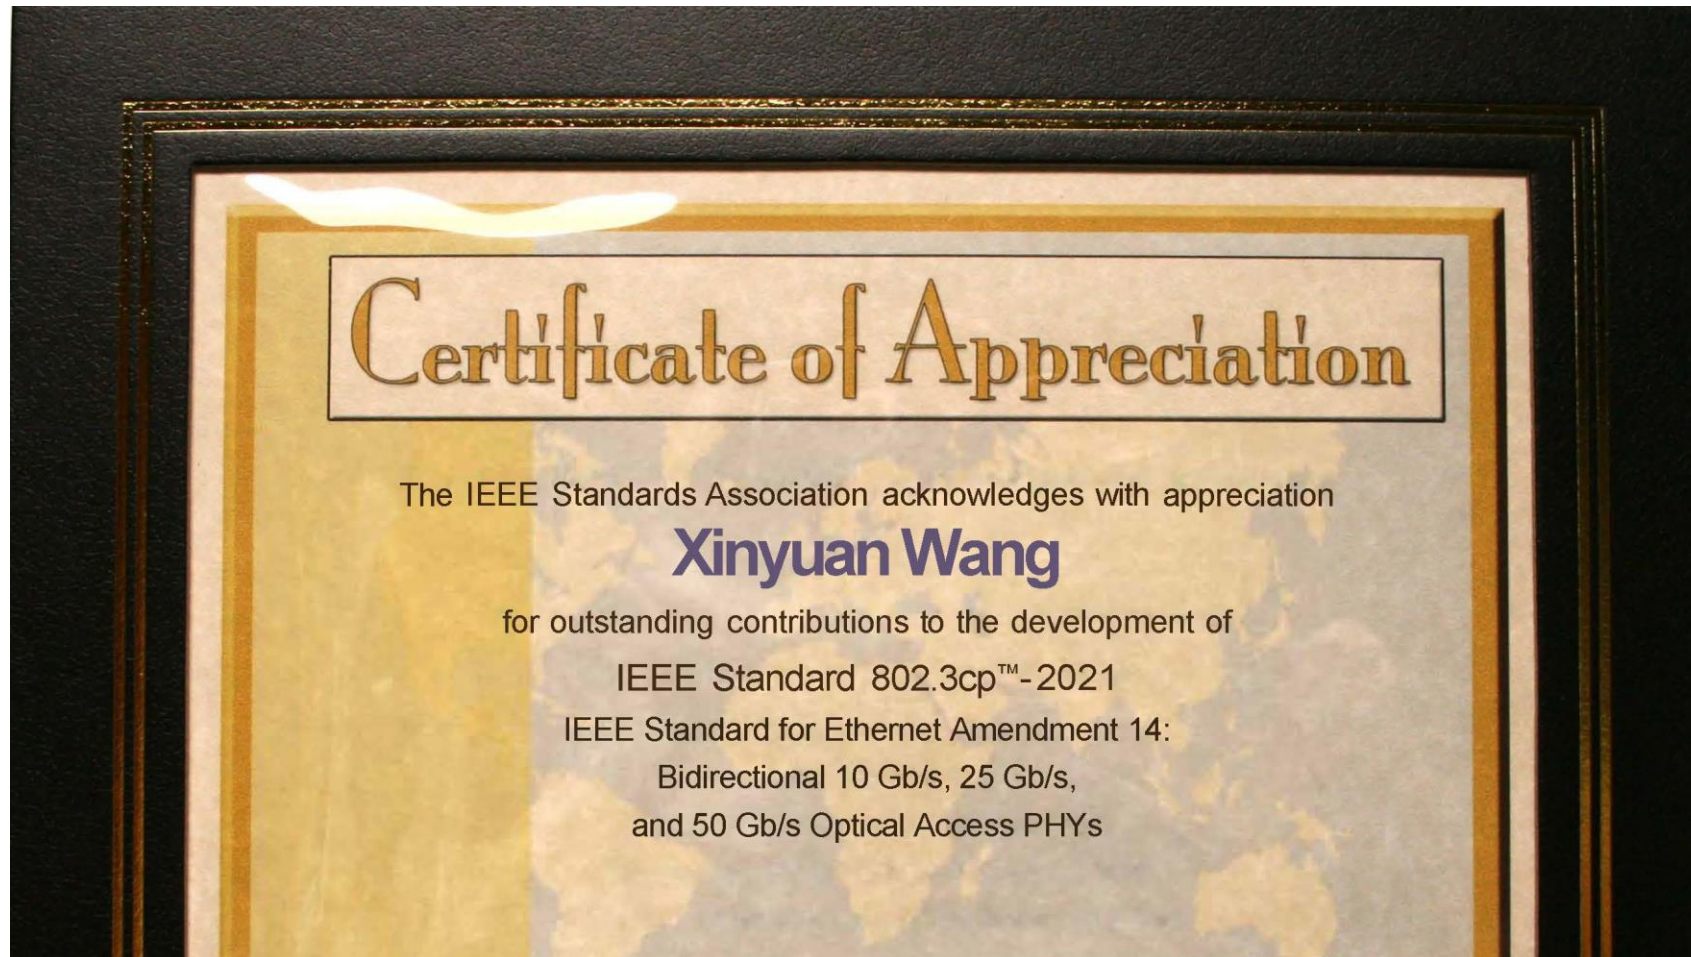 Certificate of Appreciation
The IEEE Standards Association acknowledges with appreciation
Xinyuan Wang
for outstanding contributions to the development of
IEEE Standard 802.3cp™-2021
IEEE Standard for Ethernet Amendment 14:
Bidirectional 10 Gb/s, 25 Gb/s,
and 50 Gb/s Optical Access PHYs